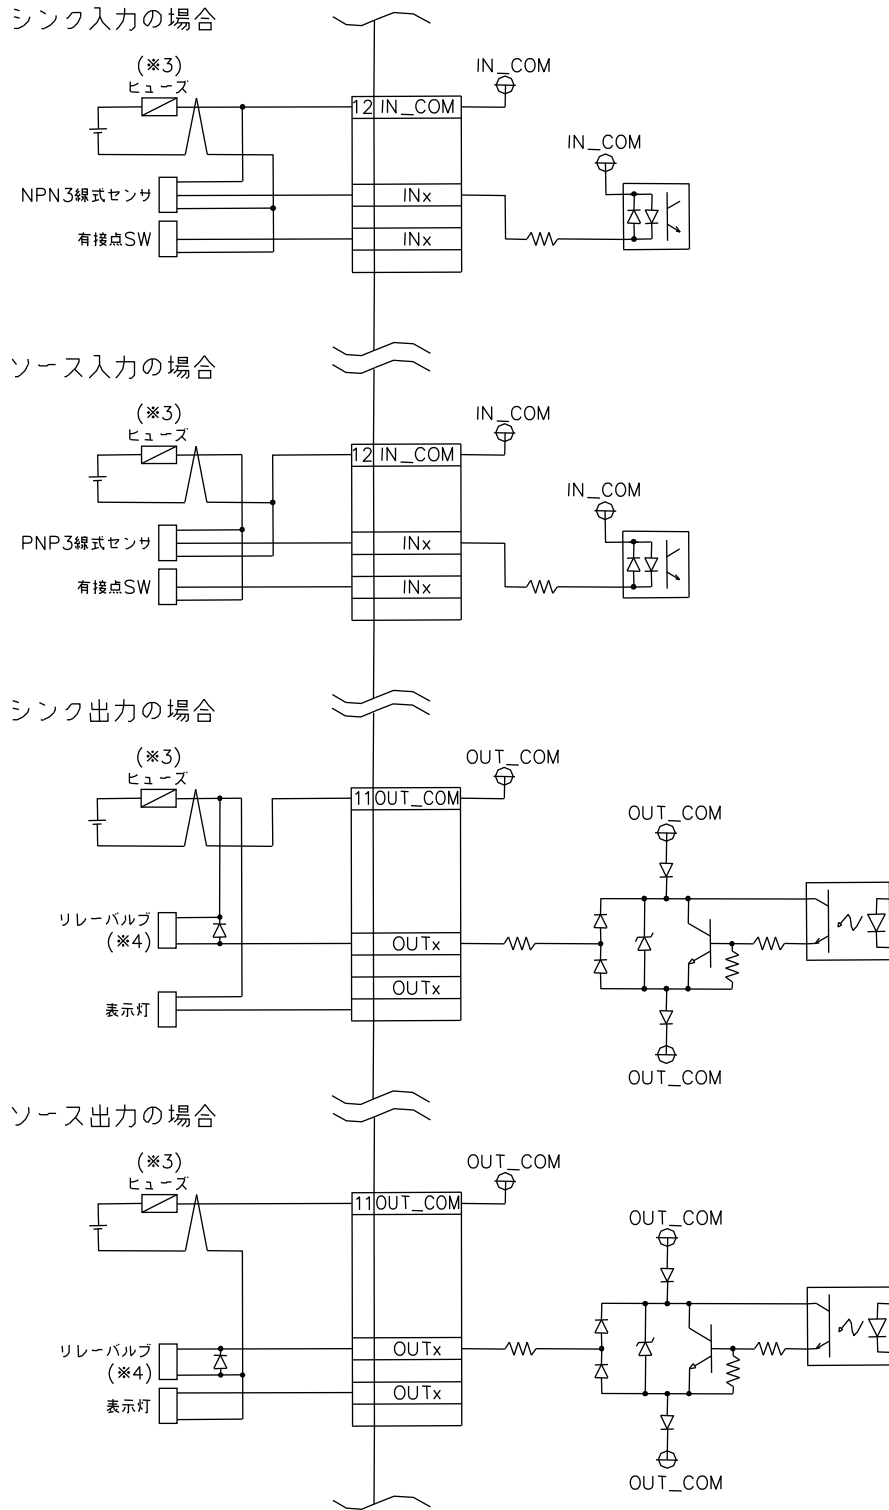 シンク入力の場合
(※3)
ヒューズ
IN_COM
12 IN_COM
IN_COM
NPN3線式センサ
INx
有接点SW
INx
ソース入力の場合
(※3)
ヒューズ
IN_COM
12 IN_COM
IN_COM
PNP3線式センサ
INx
有接点SW
INx
シンク出力の場合
(※3)
ヒューズ
OUT_COM
11 OUT_COM
OUT_COM
リレーバルブ
(※4)
OUTx
OUTx
表示灯
OUT_COM
ソース出力の場合
(※3)
ヒューズ
OUT_COM
11 OUT_COM
OUT_COM
リレーバルブ
(※4)
OUTx
表示灯
OUTx
OUT_COM